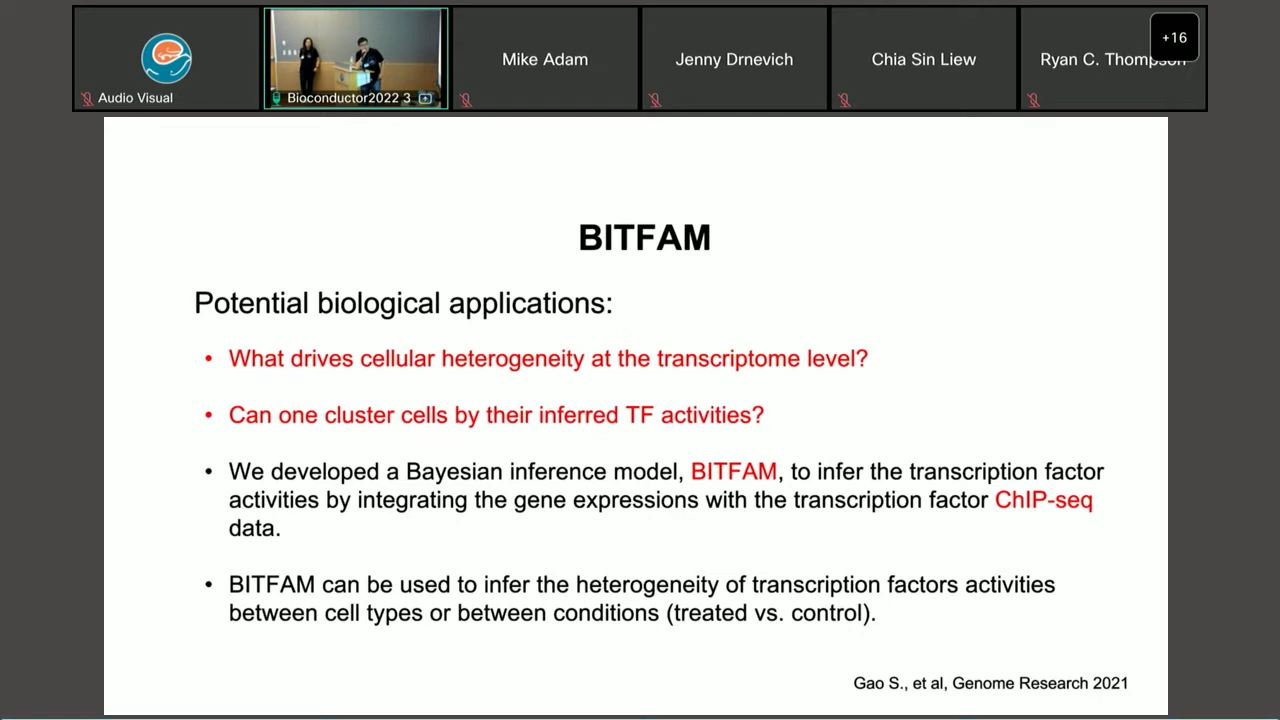 Audio Visual
Bioconductor2022 3
Mike Adam
Jenny Drnevich
Chia Sin Liew
Ryan C. Thompson
+16
BITFAM
Potential biological applications:
• What drives cellular heterogeneity at the transcriptome level?
• Can one cluster cells by their inferred TF activities?
• We developed a Bayesian inference model, BITFAM, to infer the transcription factor
activities by integrating the gene expressions with the transcription factor ChIP-seq
data.
• BITFAM can be used to infer the heterogeneity of transcription factors activities
between cell types or between conditions (treated vs. control).
Gao S., et al, Genome Research 2021